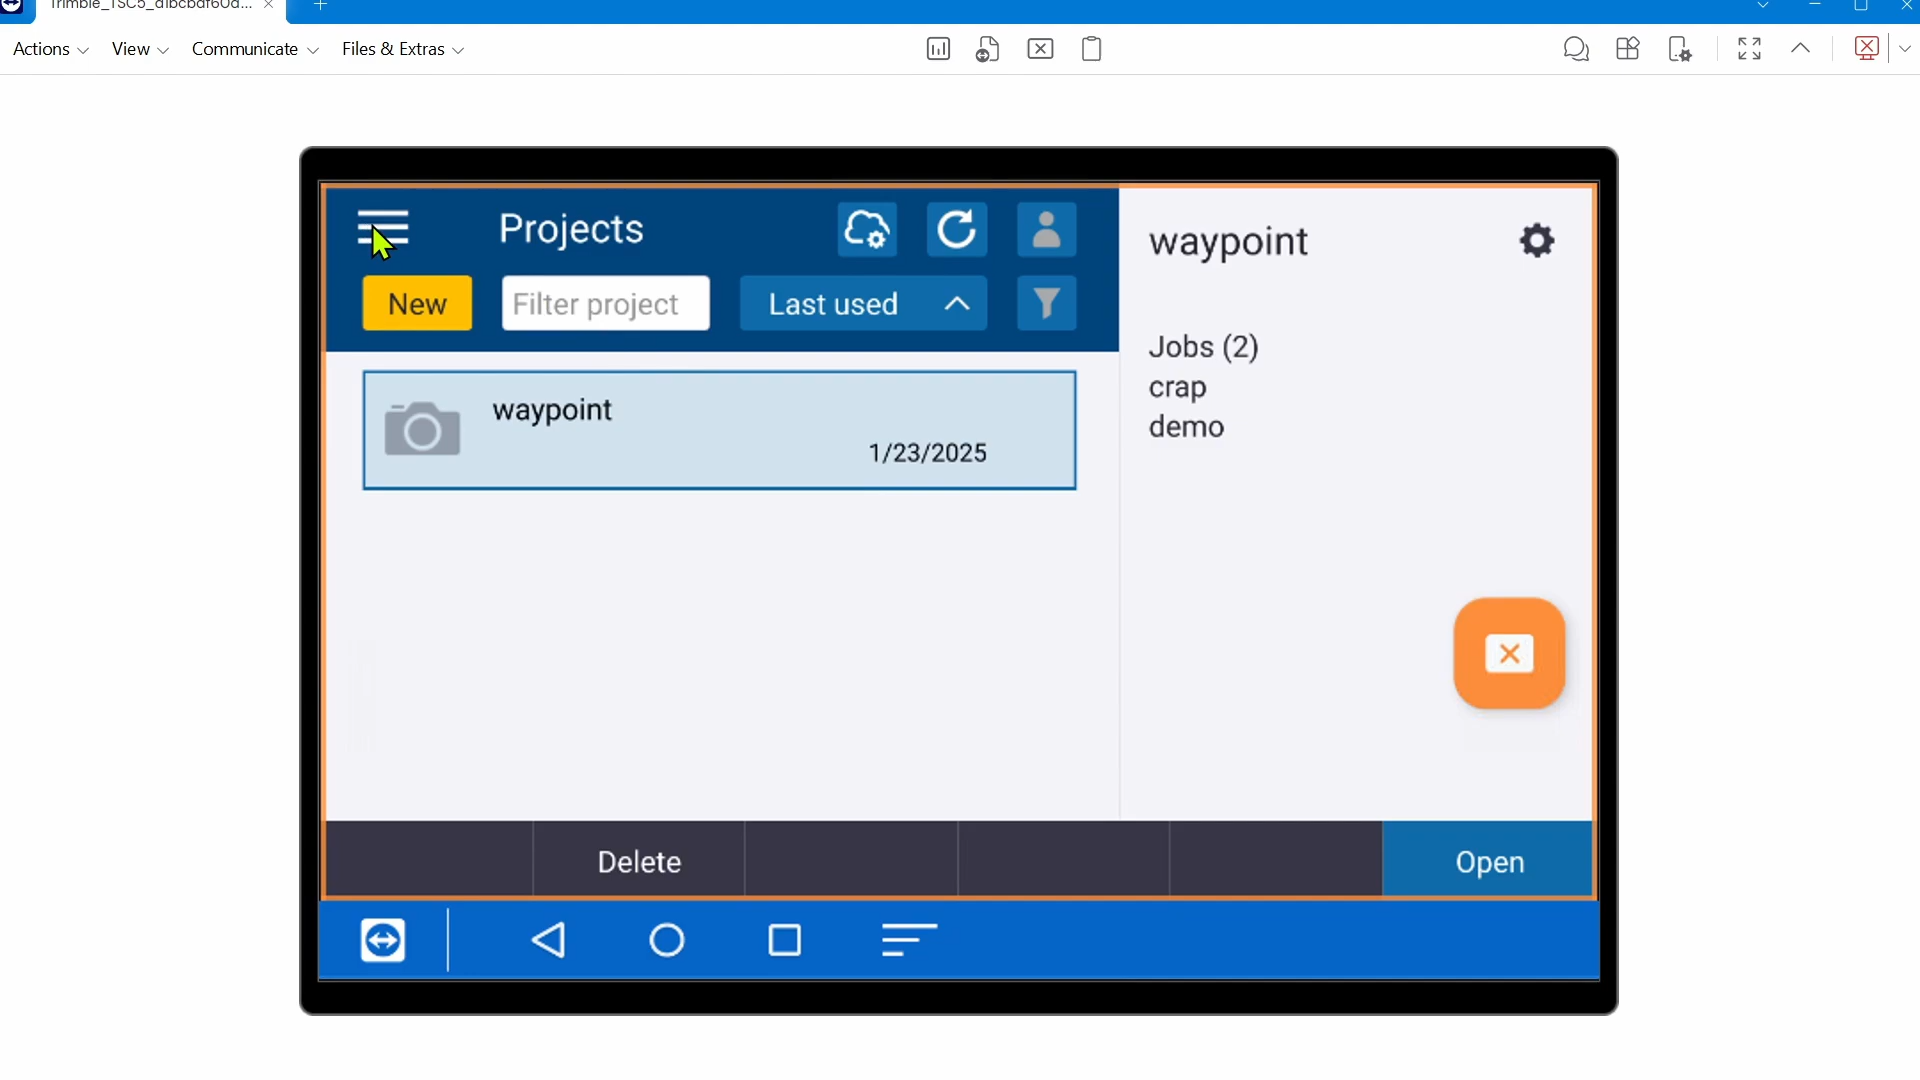 Trimble_TSC5_d1bcbdf60d...
Actions View Communicate Files & Extras
Projects
New Filter project Last used
waypoint
1/23/2025
waypoint
Jobs (2)
crap
demo
Delete Open